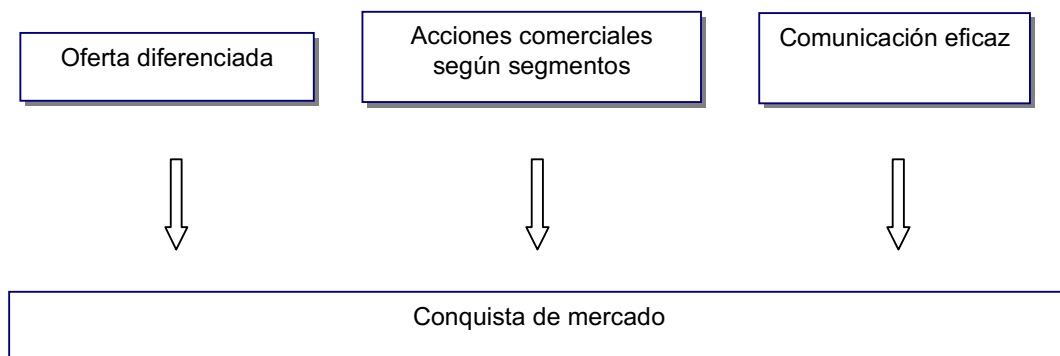 Oferta diferenciada
Acciones comerciales
según segmentos
Comunicación eficaz
Conquista de mercado